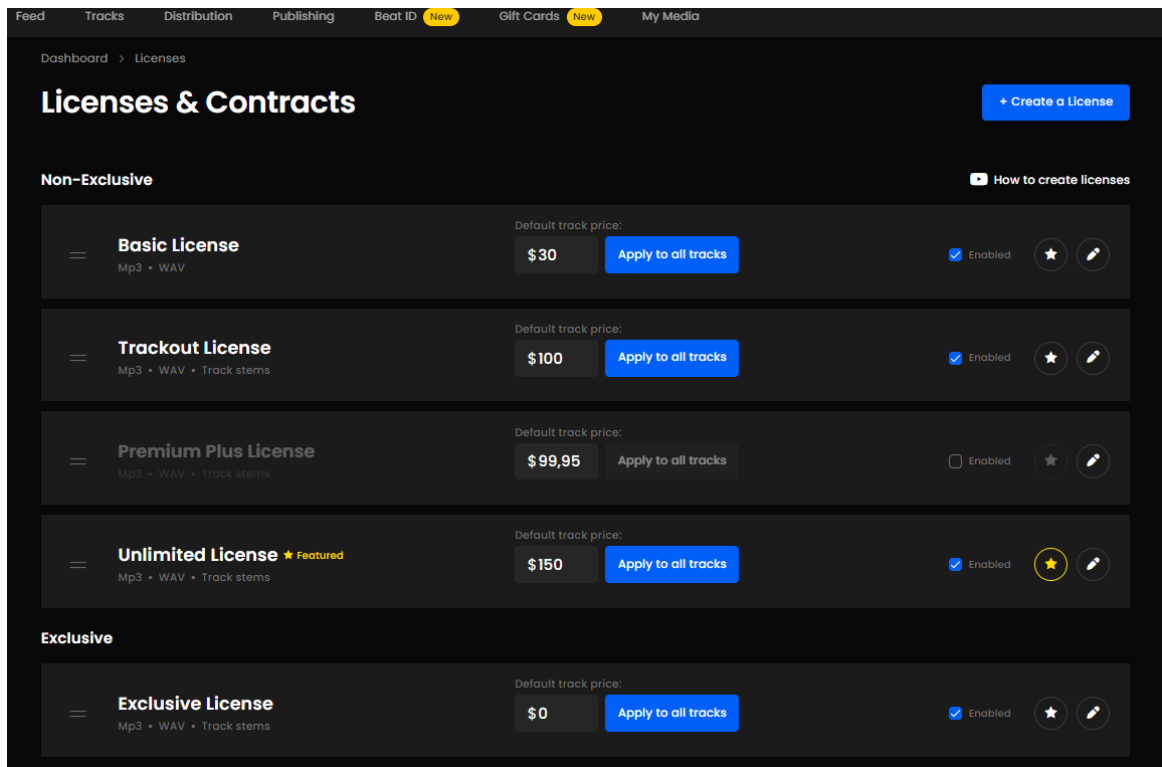 Feed Tracks Distribution Publishing Beat ID New Gift Cards New My Media
Dashboard > Licenses
Licenses & Contracts
+ Create a License
Non-Exclusive
How to create licenses
Basic License
Mp3 • WAV
Default track price:
$30
Apply to all tracks
Enabled
Trackout License
Mp3 • WAV • Track stems
Default track price:
$100
Apply to all tracks
Enabled
Premium Plus License
Mp3 • WAV • Track stems
Default track price:
$99,95
Apply to all tracks
Enabled
Unlimited License ★ Featured
Mp3 • WAV • Track stems
Default track price:
$150
Apply to all tracks
Enabled
Exclusive
Exclusive License
Mp3 • WAV • Track stems
Default track price:
$0
Apply to all tracks
Enabled